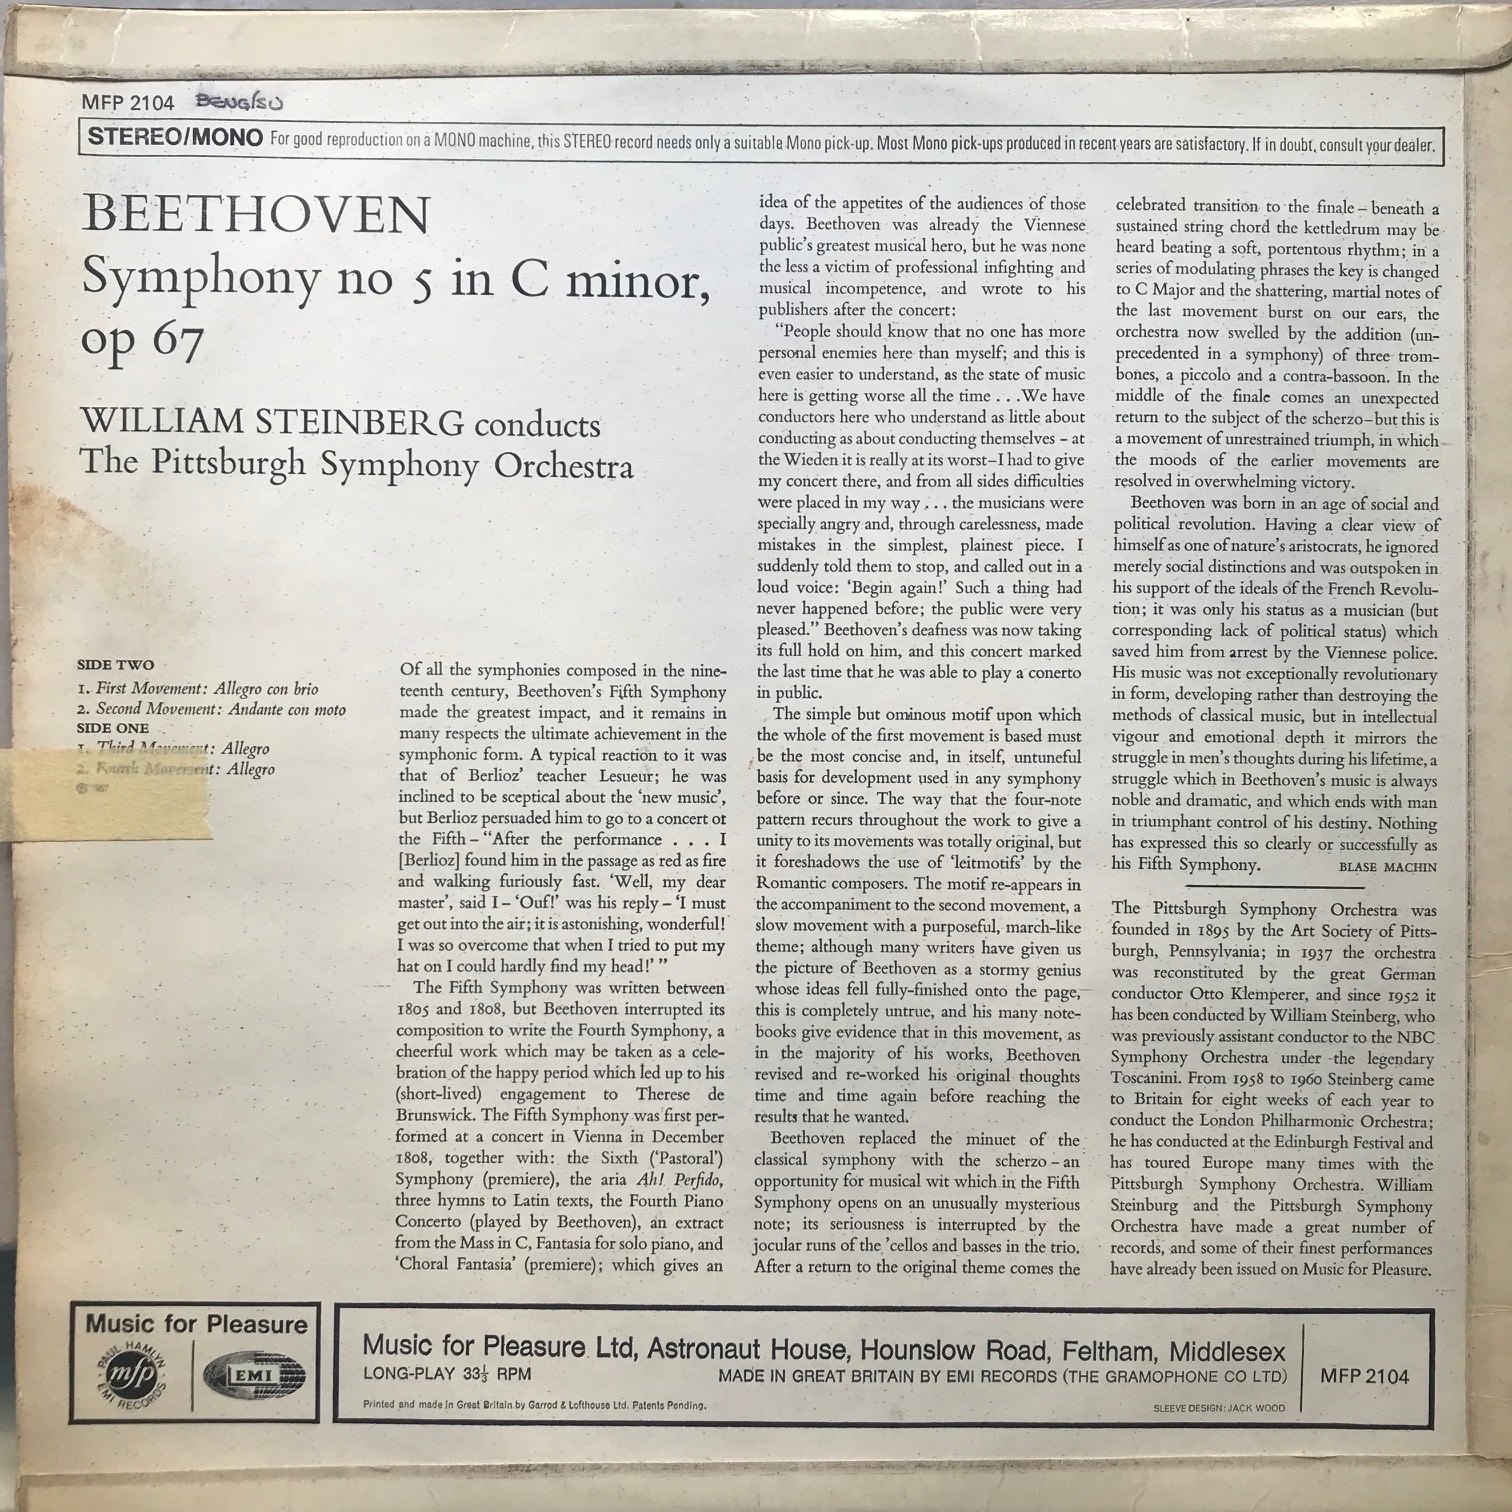 MFP 2104
STEREO/MONO For good reproduction on a MONO machine, this STEREO record needs only a suitable Mono pick-up. Most Mono pick-ups produced in recent years are satisfactory. If in doubt, consult your dealer.
BEETHOVEN
Symphony no 5 in C minor,
op 67
WILLIAM STEINBERG conducts
The Pittsburgh Symphony Orchestra
SIDE TWO
1. First Movement: Allegro con brio
2. Second Movement: Andante con moto
SIDE ONE
1. Third Movement: Allegro
2. Fourth Movement: Allegro
Of all the symphonies composed in the nine-
teenth century, Beethoven's Fifth Symphony
made the greatest impact, and it remains in
many respects the ultimate achievement in the
symphonic form. A typical reaction to it was
that of Berlioz' teacher Lesueur; he was
inclined to be sceptical about the 'new music',
but Berlioz persuaded him to go to a concert ot
the Fifth – "After the performance . . . I
[Berlioz] found him in the passage as red as fire
and walking furiously fast. 'Well, my dear
master', said I – 'Ouf!' was his reply – 'I must
get out into the air; it is astonishing, wonderful!
I was so overcome that when I tried to put my
hat on I could hardly find my head!' "
The Fifth Symphony was written between
1805 and 1808, but Beethoven interrupted its
composition to write the Fourth Symphony, a
cheerful work which may be taken as a cele-
bration of the happy period which led up to his
(short-lived) engagement to Therese de
Brunswick. The Fifth Symphony was first per-
formed at a concert in Vienna in December
1808, together with: the Sixth ('Pastoral')
Symphony (premiere), the aria Ah! Perfido,
three hymns to Latin texts, the Fourth Piano
Concerto (played by Beethoven), an extract
from the Mass in C, Fantasia for solo piano, and
'Choral Fantasia' (premiere); which gives an
idea of the appetites of the audiences of those
days. Beethoven was already the Viennese
public's greatest musical hero, but he was none
the less a victim of professional infighting and
musical incompetence, and wrote to his
publishers after the concert:
"People should know that no one has more
personal enemies here than myself; and this is
even easier to understand, as the state of music
here is getting worse all the time . . .We have
conductors here who understand as little about
conducting as about conducting themselves – at
the Wieden it is really at its worst–I had to give
my concert there, and from all sides difficulties
were placed in my way . . . the musicians were
specially angry and, through carelessness, made
mistakes in the simplest, plainest piece. I
suddenly told them to stop, and called out in a
loud voice: 'Begin again!' Such a thing had
never happened before; the public were very
pleased." Beethoven's deafness was now taking
its full hold on him, and this concert marked
the last time that he was able to play a conerto
in public.
The simple but ominous motif upon which
the whole of the first movement is based must
be the most concise and, in itself, untuneful
basis for development used in any symphony
before or since. The way that the four-note
pattern recurs throughout the work to give a
unity to its movements was totally original, but
it foreshadows the use of 'leitmotifs' by the
Romantic composers. The motif re-appears in
the accompaniment to the second movement, a
slow movement with a purposeful, march-like
theme; although many writers have given us
the picture of Beethoven as a stormy genius
whose ideas fell fully-finished onto the page,
this is completely untrue, and his many note-
books give evidence that in this movement, as
in the majority of his works, Beethoven
revised and re-worked his original thoughts
time and time again before reaching the
results that he wanted.
Beethoven replaced the minuet of the
classical symphony with the scherzo – an
opportunity for musical wit which in the Fifth
Symphony opens on an unusually mysterious
note; its seriousness is interrupted by the
jocular runs of the 'cellos and basses in the trio.
After a return to the original theme comes the
celebrated transition to the finale – beneath a
sustained string chord the kettledrum may be
heard beating a soft, portentous rhythm; in a
series of modulating phrases the key is changed
to C Major and the shattering, martial notes of
the last movement burst on our ears, the
orchestra now swelled by the addition (un-
precedented in a symphony) of three trom-
bones, a piccolo and a contra-bassoon. In the
middle of the finale comes an unexpected
return to the subject of the scherzo–but this is
a movement of unrestrained triumph, in which
the moods of the earlier movements are
resolved in overwhelming victory.
Beethoven was born in an age of social and
political revolution. Having a clear view of
himself as one of nature's aristocrats, he ignored
merely social distinctions and was outspoken in
his support of the ideals of the French Revolu-
tion; it was only his status as a musician (but
corresponding lack of political status) which
saved him from arrest by the Viennese police.
His music was not exceptionally revolutionary
in form, developing rather than destroying the
methods of classical music, but in intellectual
vigour and emotional depth it mirrors the
struggle in men's thoughts during his lifetime, a
struggle which in Beethoven's music is always
noble and dramatic, and which ends with man
in triumphant control of his destiny. Nothing
has expressed this so clearly or successfully as
his Fifth Symphony. BLASE MACHIN
The Pittsburgh Symphony Orchestra was
founded in 1895 by the Art Society of Pitts-
burgh, Pennsylvania; in 1937 the orchestra
was reconstituted by the great German
conductor Otto Klemperer, and since 1952 it
has been conducted by William Steinberg, who
was previously assistant conductor to the NBC
Symphony Orchestra under the legendary
Toscanini. From 1958 to 1960 Steinberg came
to Britain for eight weeks of each year to
conduct the London Philharmonic Orchestra;
he has conducted at the Edinburgh Festival and
has toured Europe many times with the
Pittsburgh Symphony Orchestra. William
Steinburg and the Pittsburgh Symphony
Orchestra have made a great number of
records, and some of their finest performances
have already been issued on Music for Pleasure.
Music for Pleasure
PAUL HAMLYN
mfp
EMI RECORDS
EMI
Music for Pleasure Ltd, Astronaut House, Hounslow Road, Feltham, Middlesex
LONG-PLAY 33⅓ RPM MADE IN GREAT BRITAIN BY EMI RECORDS (THE GRAMOPHONE CO LTD)
Printed and made in Great Britain by Garrod & Lofthouse Ltd. Patents Pending. SLEEVE DESIGN: JACK WOOD
MFP 2104